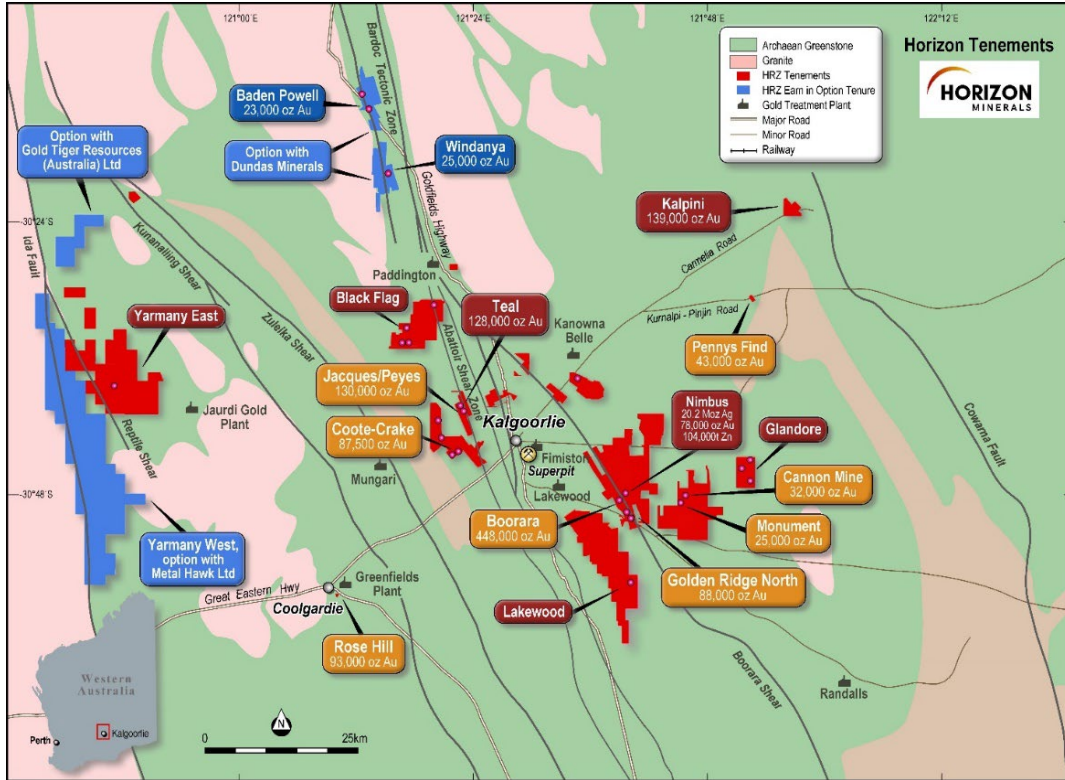 121°00'E
121°24'E
121°48'E
122°12'E
Horizon Tenements
HORIZON
MINERALS
Archaean Greenstone
Granite
HRZ Tenements
HRZ Earn in Option Tenure
Gold Treatment Plant
Major Road
Minor Road
Railway
Bardoc Tectonic Zone
Baden Powell
23,000 oz Au
Option with
Gold Tiger Resources
(Australia) Ltd
Option with
Dundas Minerals
Windanya
25,000 oz Au
Goldfields Highway
Kalpini
139,000 oz Au
-30°24'S
Ida Fault
Kunanalling Shear
Carmelia Road
Paddington
Black Flag
Teal
128,000 oz Au
Kanowna
Belle
Kurnalpi - Pinjin Road
Yarmany East
Zuleika Shear
Abattoir Shear Zone
Pennys Find
43,000 oz Au
Jacques/Peyes
130,000 oz Au
Nimbus
20.2 Moz Ag
78,000 oz Au
104,000t Zn
Jaurdi Gold
Plant
Reptile Shear
Coote-Crake
87,500 oz Au
Kalgoorlie
Glandore
Cowarna Fault
Fimiston
Superpit
Mungari
Lakewood
Cannon Mine
32,000 oz Au
-30°48'S
Boorara
448,000 oz Au
Monument
25,000 oz Au
Yarmany West,
option with
Metal Hawk Ltd
Golden Ridge North
88,000 oz Au
Greenfields
Plant
Great Eastern Hwy
Coolgardie
Lakewood
Rose Hill
93,000 oz Au
Boorara Shear
Randalls
Western
Australia
Kalgoorlie
Perth
N
0
25km